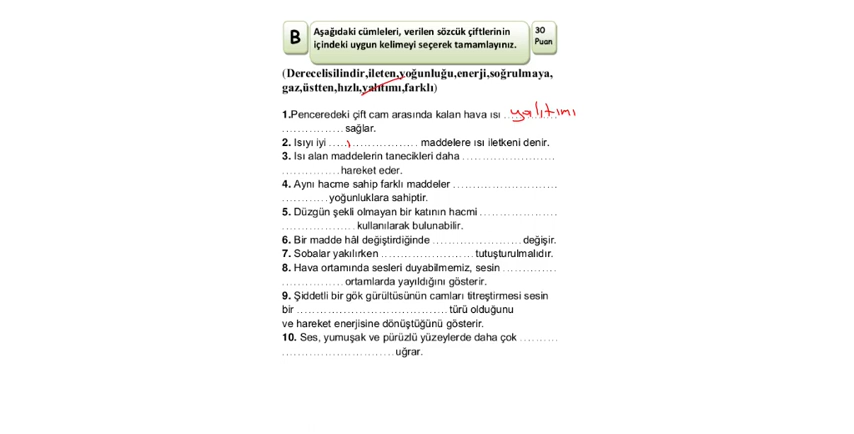 B
Aşağıdaki cümleleri, verilen sözcük çiftlerinin
içindeki uygun kelimeyi seçerek tamamlayınız.
30
Puan
(Derecelisilindir,ileten,yoğunluğu,enerji,soğrulmaya,
gaz,üstten,hızlı,yalıtımı,farklı)
1.Penceredeki çift cam arasında kalan hava ısı yalıtımı
................ sağlar.
2. Isıyı iyi ...................... maddelere ısı iletkeni denir.
3. Isı alan maddelerin tanecikleri daha ........................
............... hareket eder.
4. Aynı hacme sahip farklı maddeler ...........................
............ yoğunluklara sahiptir.
5. Düzgün şekli olmayan bir katının hacmi ....................
................... kullanılarak bulunabilir.
6. Bir madde hâl değiştirdiğinde ....................... değişir.
7. Sobalar yakılırken ........................ tutuşturulmalıdır.
8. Hava ortamında sesleri duyabilmemiz, sesin ..............
................ ortamlarda yayıldığını gösterir.
9. Şiddetli bir gök gürültüsünün camları titreştirmesi sesin
bir ....................................... türü olduğunu
ve hareket enerjisine dönüştüğünü gösterir.
10. Ses, yumuşak ve pürüzlü yüzeylerde daha çok ..........
............................. uğrar.